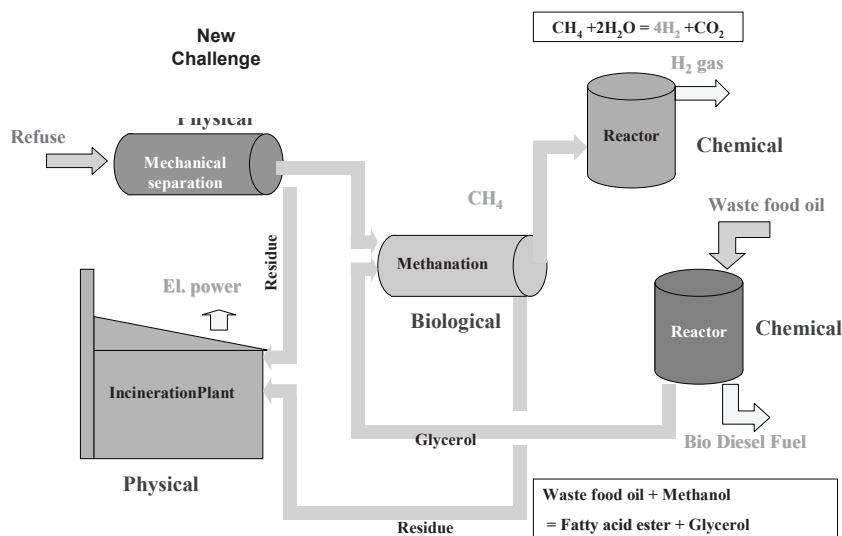 New
Challenge
CH₄ +2H₂O = 4H₂ +CO₂
H₂ gas
Physical
Refuse
Mechanical
separation
Reactor
Chemical
CH₄
Waste food oil
Residue
Methanation
El. power
Biological
Reactor
Chemical
IncinerationPlant
Glycerol
Bio Diesel Fuel
Physical
Waste food oil + Methanol
= Fatty acid ester + Glycerol
Residue